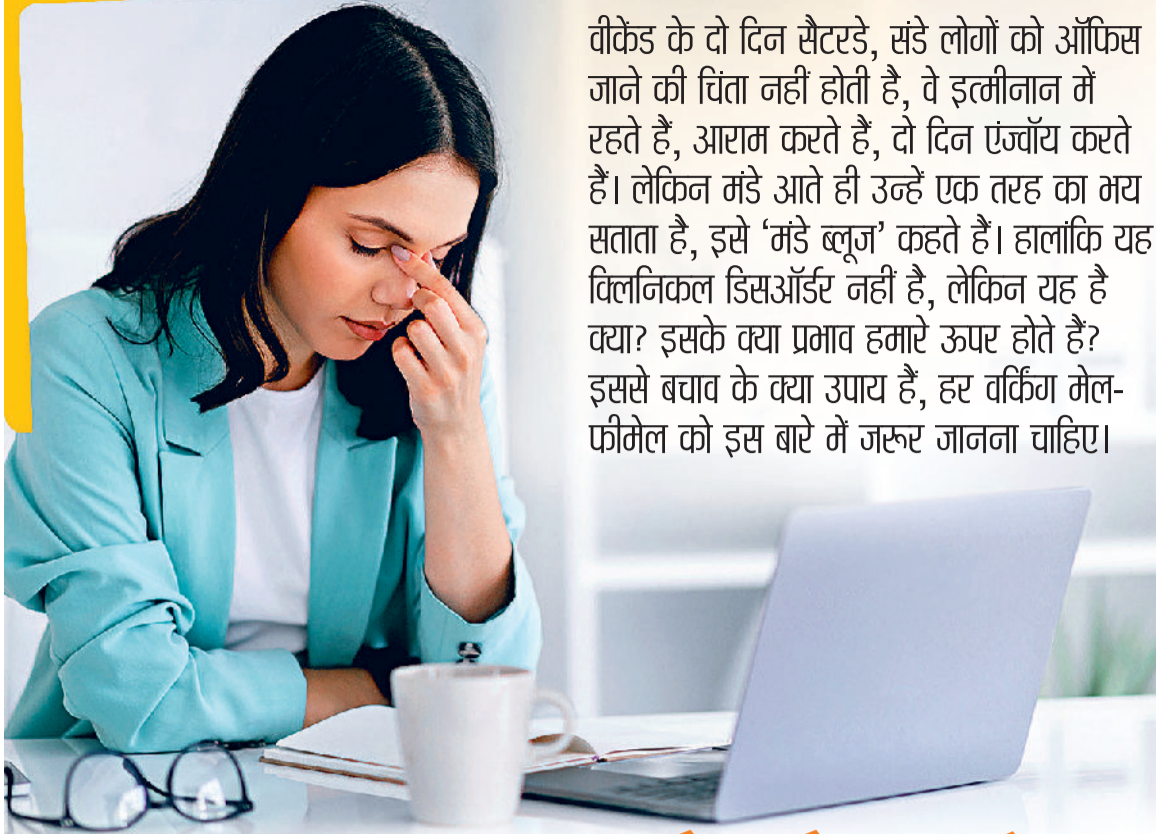 वीकेंड के दो दिन सैटरडे, संडे लोगों को ऑफिस
जाने की चिंता नहीं होती है, वे इत्मीनान में
रहते हैं, आराम करते हैं, दो दिन एंज्वॉय करते
हैं। लेकिन मंडे आते ही उन्हें एक तरह का भय
सताता है, इसे ‘मंडे ब्लूज’ कहते हैं। हालांकि यह
क्लिनिकल डिसऑर्डर नहीं है, लेकिन यह है
क्या? इसके क्या प्रभाव हमारे ऊपर होते हैं?
इससे बचाव के क्या उपाय हैं, हर वर्किंग मेल-
फीमेल को इस बारे में जरूर जानना चाहिए।